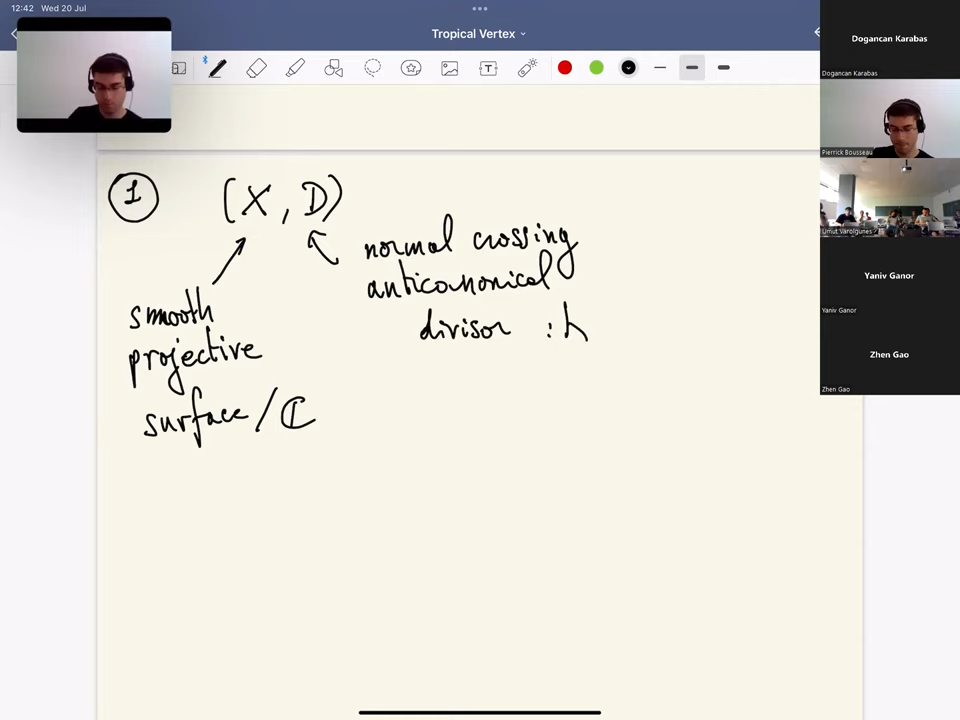 12:42 Wed 20 Jul
Tropical Vertex
Dogancan Karabas
Dogancan Karabas
Pierrick Bousseau
Umut Varolgunes
Yaniv Ganor
Yaniv Ganor
Zhen Gao
Zhen Gao
1 (X, D)
normal crossing
anticanonical
divisor : h
smooth
projective
surface / ℂ